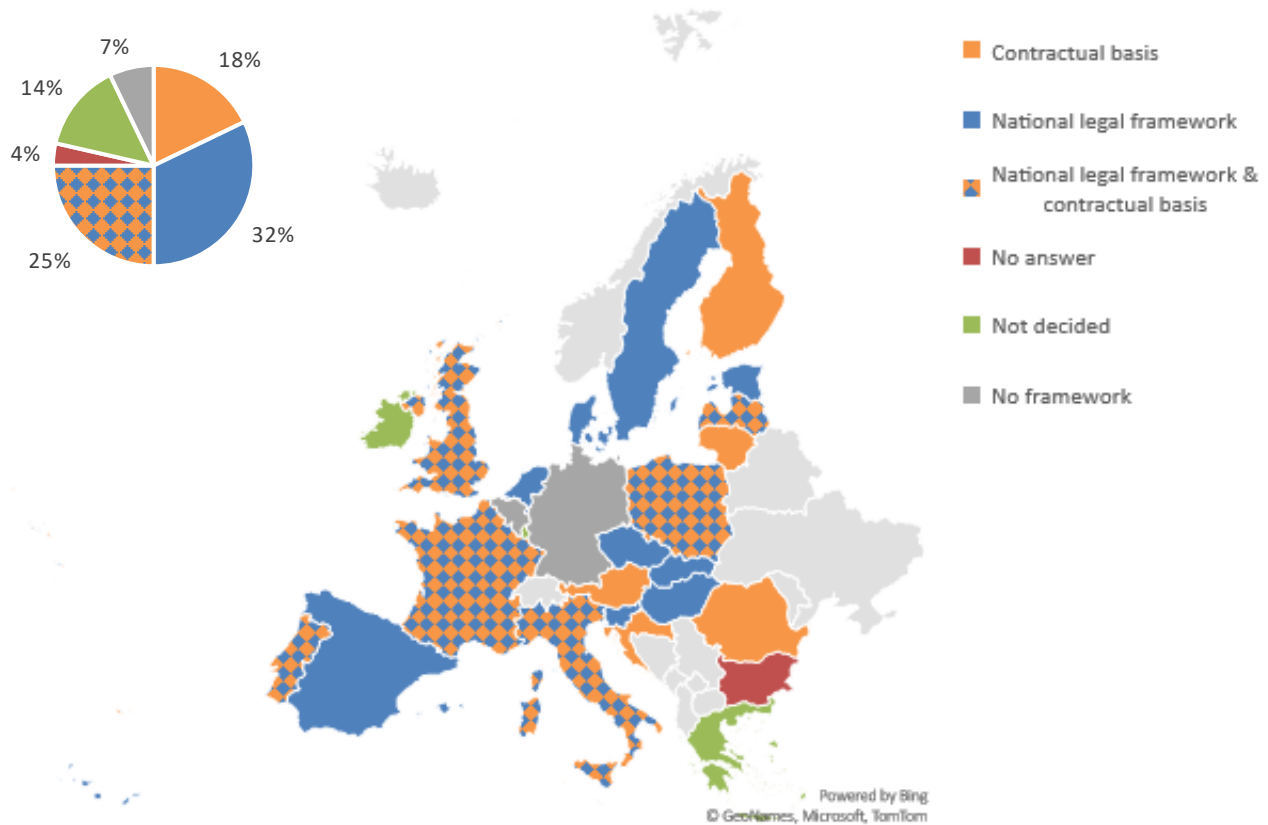 7%
18%
14%
4%
32%
25%
Contractual basis
National legal framework
National legal framework &
contractual basis
No answer
Not decided
No framework
Powered by Bing
© GeoNames, Microsoft, TomTom